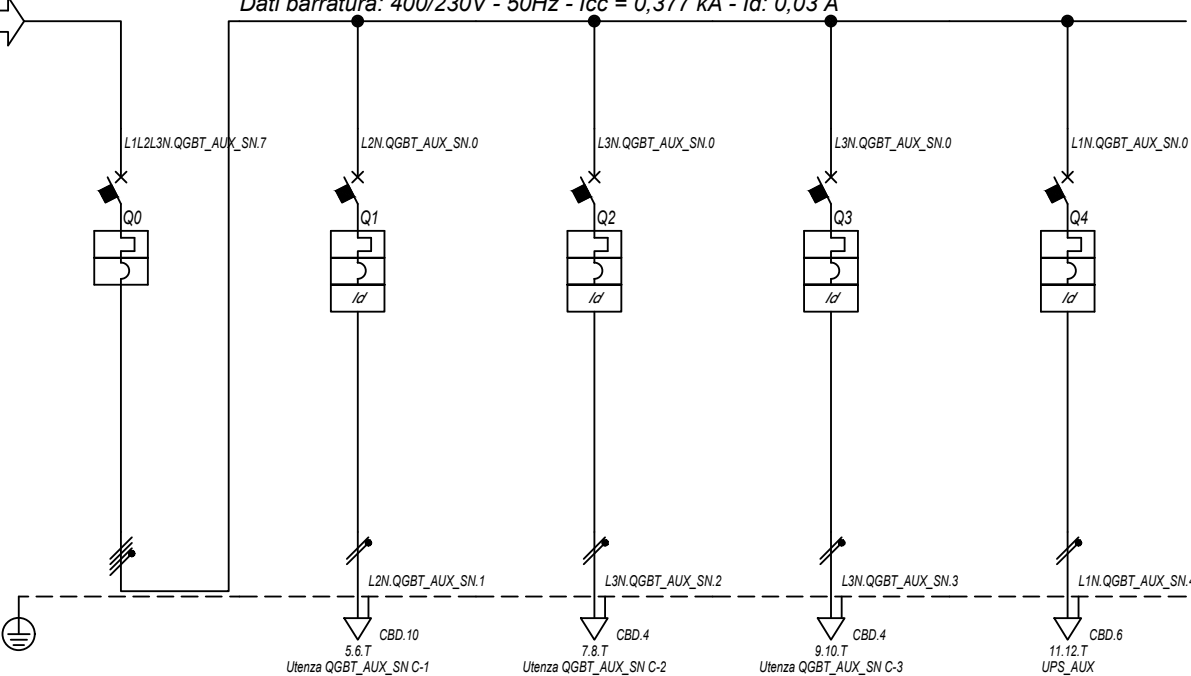 Dati barratura: 400/230V - 50Hz - Icc = 0,377 kA - Id: 0,03 A
L1L2L3N.QGBT_AUX_SN.7
L2N.QGBT_AUX_SN.0
L3N.QGBT_AUX_SN.0
L3N.QGBT_AUX_SN.0
L1N.QGBT_AUX_SN.0
Q0
Q1
Q2
Q3
Q4
Id
Id
Id
Id
L2N.QGBT_AUX_SN.1
L3N.QGBT_AUX_SN.2
L3N.QGBT_AUX_SN.3
L1N.QGBT_AUX_SN.4
CBD.10
CBD.4
CBD.4
CBD.6
5.6.T
7.8.T
9.10.T
11.12.T
Utenza QGBT_AUX_SN C-1
Utenza QGBT_AUX_SN C-2
Utenza QGBT_AUX_SN C-3
UPS_AUX